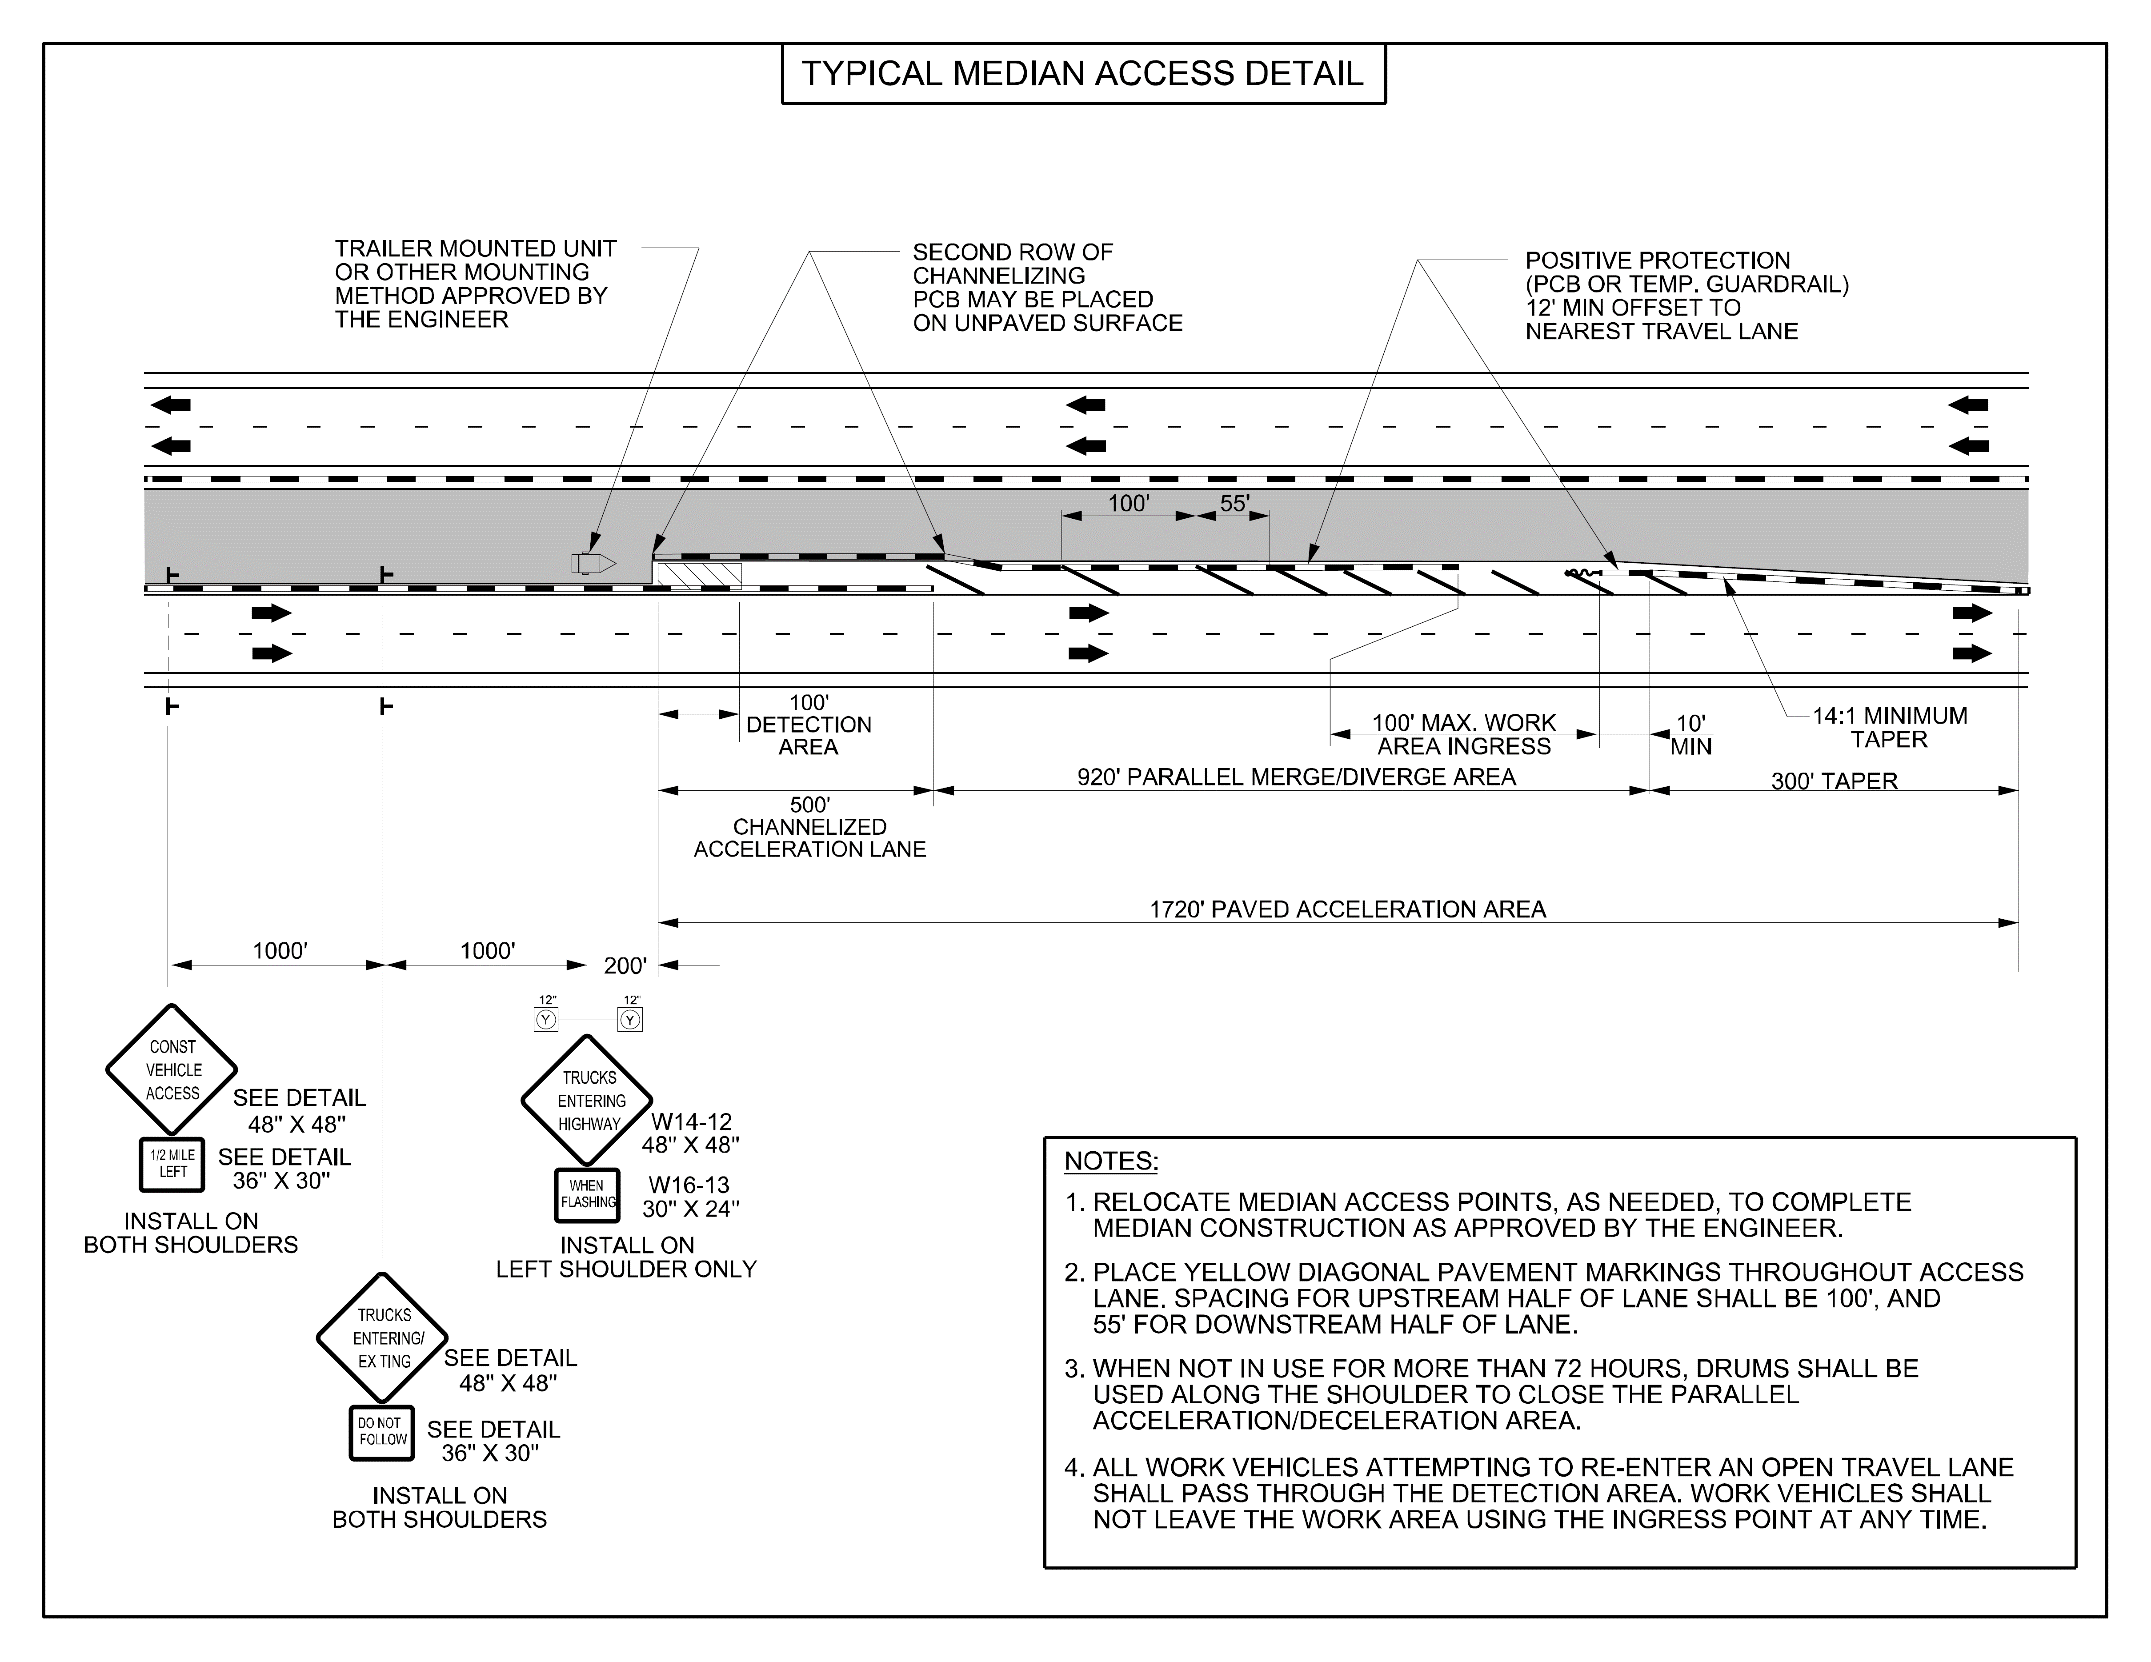 TYPICAL MEDIAN ACCESS DETAIL
TRAILER MOUNTED UNIT
OR OTHER MOUNTING
METHOD APPROVED BY
THE ENGINEER
SECOND ROW OF
CHANNELIZING
PCB MAY BE PLACED
ON UNPAVED SURFACE
POSITIVE PROTECTION
(PCB OR TEMP. GUARDRAIL)
12' MIN OFFSET TO
NEAREST TRAVEL LANE
100'
55'
100'
DETECTION
AREA
100' MAX. WORK
AREA INGRESS
10'
MIN
14:1 MINIMUM
TAPER
920' PARALLEL MERGE/DIVERGE AREA
300' TAPER
500'
CHANNELIZED
ACCELERATION LANE
1720' PAVED ACCELERATION AREA
1000'
1000'
200'
12"
12"
Y
Y
CONST
VEHICLE
ACCESS
SEE DETAIL
48" X 48"
1/2 MILE
LEFT
SEE DETAIL
36" X 30"
INSTALL ON
BOTH SHOULDERS
TRUCKS
ENTERING
HIGHWAY
W14-12
48" X 48"
WHEN
FLASHING
W16-13
30" X 24"
INSTALL ON
LEFT SHOULDER ONLY
TRUCKS
ENTERING/
EX TING
SEE DETAIL
48" X 48"
DO NOT
FOLLOW
SEE DETAIL
36" X 30"
INSTALL ON
BOTH SHOULDERS
NOTES:
1. RELOCATE MEDIAN ACCESS POINTS, AS NEEDED, TO COMPLETE
MEDIAN CONSTRUCTION AS APPROVED BY THE ENGINEER.
2. PLACE YELLOW DIAGONAL PAVEMENT MARKINGS THROUGHOUT ACCESS
LANE. SPACING FOR UPSTREAM HALF OF LANE SHALL BE 100', AND
55' FOR DOWNSTREAM HALF OF LANE.
3. WHEN NOT IN USE FOR MORE THAN 72 HOURS, DRUMS SHALL BE
USED ALONG THE SHOULDER TO CLOSE THE PARALLEL
ACCELERATION/DECELERATION AREA.
4. ALL WORK VEHICLES ATTEMPTING TO RE-ENTER AN OPEN TRAVEL LANE
SHALL PASS THROUGH THE DETECTION AREA. WORK VEHICLES SHALL
NOT LEAVE THE WORK AREA USING THE INGRESS POINT AT ANY TIME.